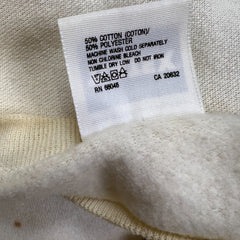 50% COTTON (COTON)/
50% POLYESTER
MACHINE WASH COLD SEPARATELY
NON CHLORINE BLEACH
TUMBLE DRY LOW DO NOT IRON
RN 88046 CA 20632